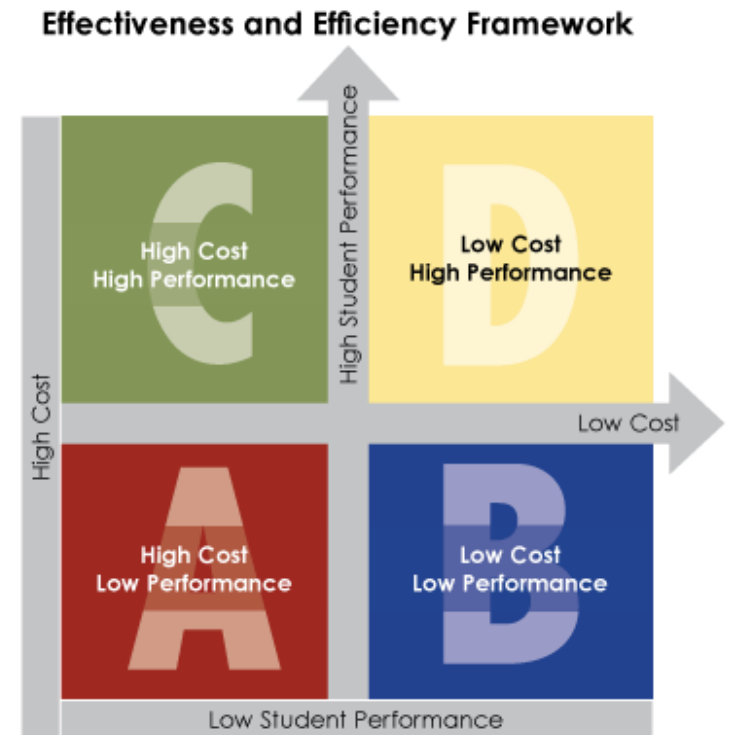 Effectiveness and Efficiency Framework
High Student Performance
C
High Cost
High Performance
D
Low Cost
High Performance
High Cost
Low Cost
A
High Cost
Low Performance
B
Low Cost
Low Performance
Low Student Performance